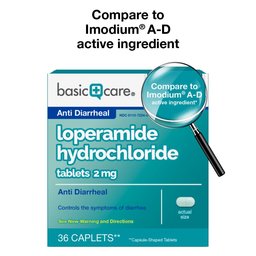 Compare to
Imodium® A-D
active ingredient
basic care®
Compare to
Imodium® A-D
active ingredient*
Anti Diarrheal
loperamide
hydrochloride
tablets 2 mg
Anti Diarrheal
Controls the symptoms of diarrhea
See New Warning and Directions
actual
size
36 CAPLETS**
**Capsule-Shaped Tablets